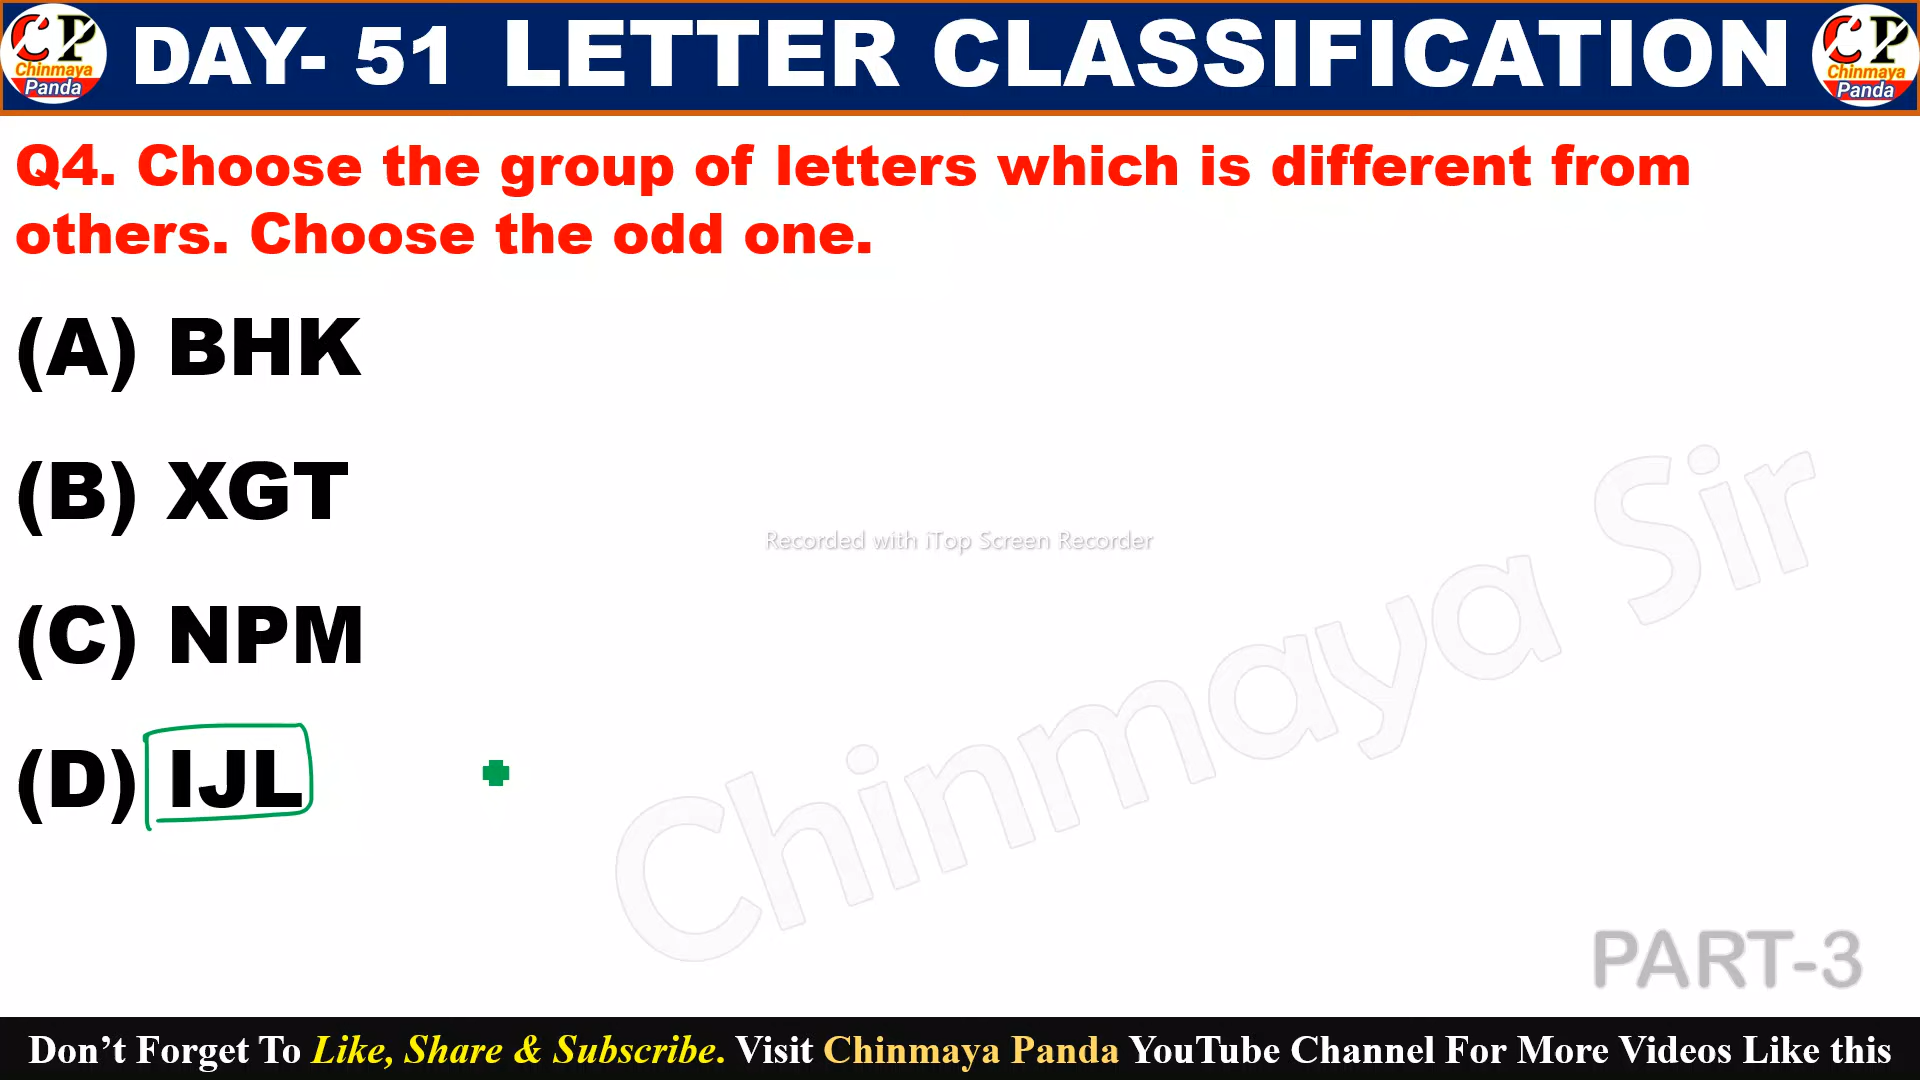 CP Chinmaya Panda DAY- 51 LETTER CLASSIFICATION CP Chinmaya Panda
Q4. Choose the group of letters which is different from
others. Choose the odd one.
(A) BHK
(B) XGT
(C) NPM
(D) IJL
Recorded with iTop Screen Recorder
Chinmaya Sir
PART-3
Don’t Forget To Like, Share & Subscribe. Visit Chinmaya Panda YouTube Channel For More Videos Like this